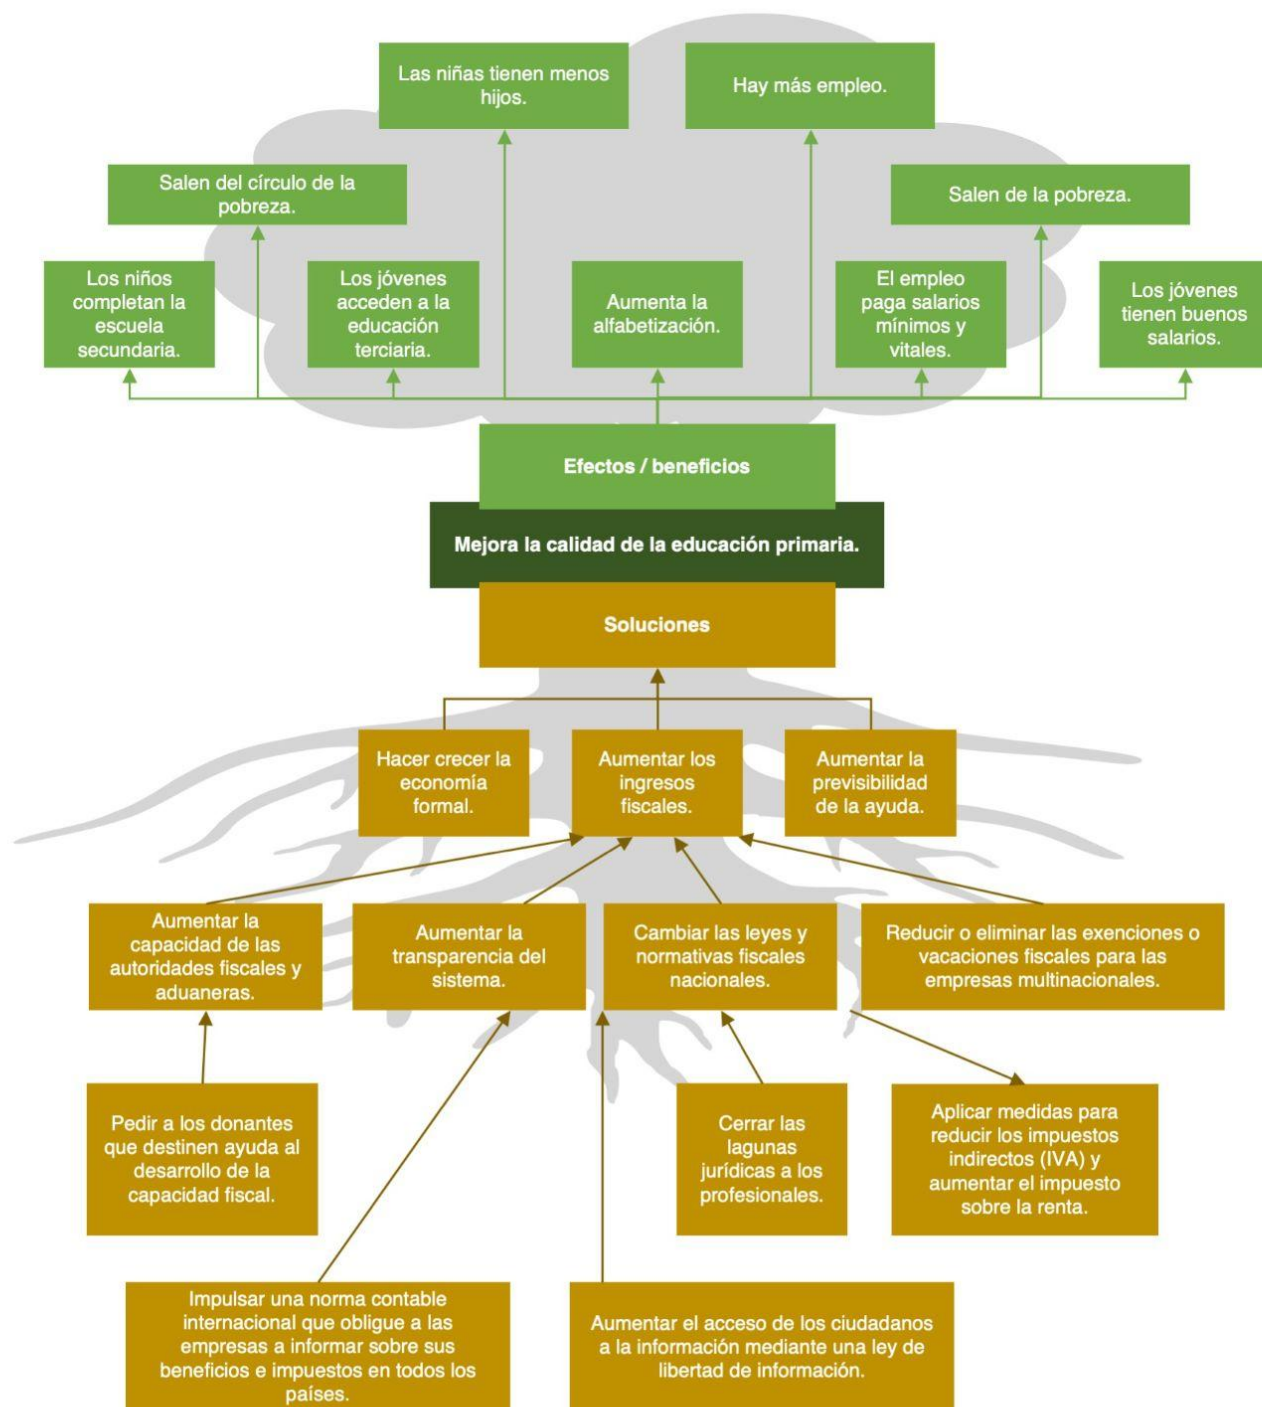 Las niñas tienen menos
hijos.
Hay más empleo.
Salen del círculo de la
pobreza.
Salen de la pobreza.
Los niños
completan la
escuela
secundaria.
Los jóvenes
acceden a la
educación
terciaria.
Aumenta la
alfabetización.
El empleo
paga salarios
mínimos y
vitales.
Los jóvenes
tienen buenos
salarios.
Efectos / beneficios
Mejora la calidad de la educación primaria.
Soluciones
Hacer crecer la
economía
formal.
Aumentar los
ingresos
fiscales.
Aumentar la
previsibilidad
de la ayuda.
Aumentar la
capacidad de las
autoridades fiscales y
aduaneras.
Aumentar la
transparencia del
sistema.
Cambiar las leyes y
normativas fiscales
nacionales.
Reducir o eliminar las exenciones o
vacaciones fiscales para las
empresas multinacionales.
Pedir a los donantes
que destinen ayuda al
desarrollo de la
capacidad fiscal.
Cerrar las
lagunas
jurídicas a los
profesionales.
Aplicar medidas para
reducir los impuestos
indirectos (IVA) y
aumentar el impuesto
sobre la renta.
Impulsar una norma contable
internacional que obligue a las
empresas a informar sobre sus
beneficios e impuestos en todos los
países.
Aumentar el acceso de los ciudadanos
a la información mediante una ley de
libertad de información.